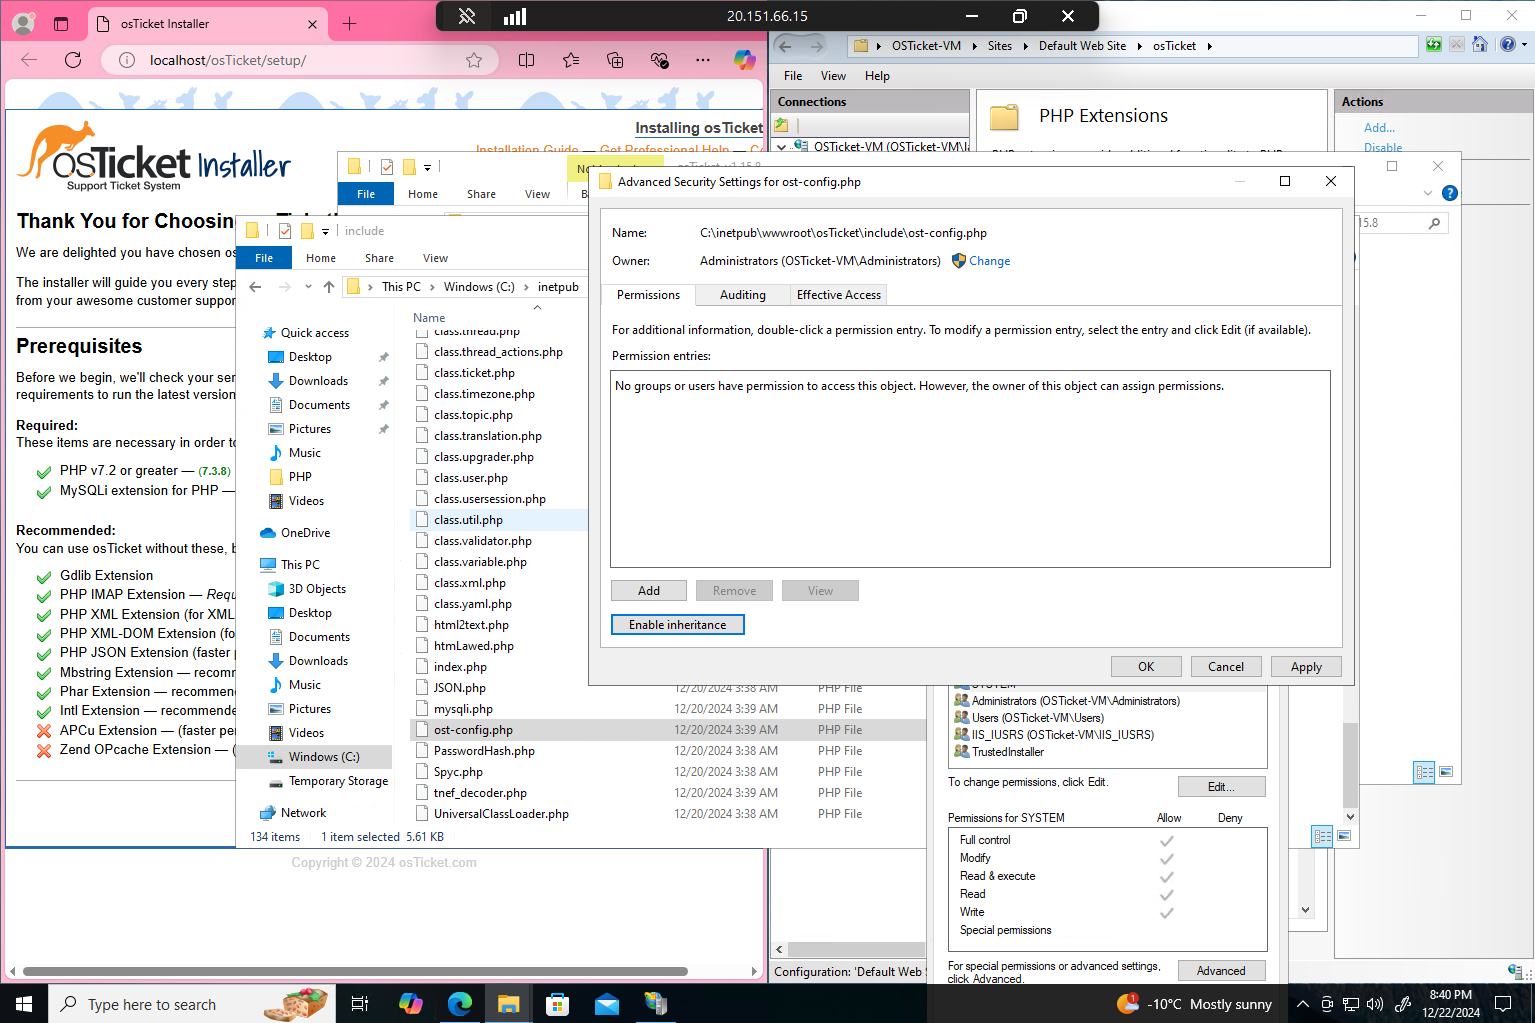 osTicket Installer
20.151.66.15
localhost/osTicket/setup/
OSTicket-VM
Sites
Default Web Site
osTicket
File
View
Help
Connections
OSTicket-VM (OSTicket-VM\
PHP Extensions
Actions
Add...
Disable
osTicket Installer
Support Ticket System
Installing osTicket
Installation Guide — Get Professional Help —
File
Home
Share
View
15.8
Thank You for Choosing
We are delighted you have chosen os
The installer will guide you every step
from your awesome customer suppor
Prerequisites
Before we begin, we'll check your ser
requirements to run the latest version
Required:
These items are necessary in order to
PHP v7.2 or greater — (7.3.8)
MySQLi extension for PHP —
Recommended:
You can use osTicket without these, b
Gdlib Extension
PHP IMAP Extension — Requ
PHP XML Extension (for XML
PHP XML-DOM Extension (fo
PHP JSON Extension (faster p
Mbstring Extension — recomm
Phar Extension — recommen
Intl Extension — recommende
APCu Extension — (faster per
Zend OPcache Extension — (
Copyright © 2024 osTicket.com
include
File
Home
Share
View
This PC
Windows (C:)
inetpub
Quick access
Desktop
Downloads
Documents
Pictures
Music
PHP
Videos
OneDrive
This PC
3D Objects
Desktop
Documents
Downloads
Music
Pictures
Videos
Windows (C:)
Temporary Storage
Network
Name
class.thread.php
class.thread_actions.php
class.ticket.php
class.timezone.php
class.topic.php
class.translation.php
class.upgrader.php
class.user.php
class.usersession.php
class.util.php
class.validator.php
class.variable.php
class.xml.php
class.yaml.php
html2text.php
htmLawed.php
index.php
JSON.php 12/20/2024 3:38 AM PHP File
mysqli.php 12/20/2024 3:39 AM PHP File
ost-config.php 12/20/2024 3:39 AM PHP File
PasswordHash.php 12/20/2024 3:38 AM PHP File
Spyc.php 12/20/2024 3:38 AM PHP File
tnef_decoder.php 12/20/2024 3:39 AM PHP File
UniversalClassLoader.php 12/20/2024 3:38 AM PHP File
134 items
1 item selected 5.61 KB
Advanced Security Settings for ost-config.php
Name: C:\inetpub\wwwroot\osTicket\include\ost-config.php
Owner: Administrators (OSTicket-VM\Administrators) Change
Permissions
Auditing
Effective Access
For additional information, double-click a permission entry. To modify a permission entry, select the entry and click Edit (if available).
Permission entries:
No groups or users have permission to access this object. However, the owner of this object can assign permissions.
Add
Remove
View
Enable inheritance
OK
Cancel
Apply
SYSTEM
Administrators (OSTicket-VM\Administrators)
Users (OSTicket-VM\Users)
IIS_IUSRS (OSTicket-VM\IIS_IUSRS)
TrustedInstaller
To change permissions, click Edit.
Edit...
Permissions for SYSTEM Allow Deny
Full control
Modify
Read & execute
Read
Write
Special permissions
For special permissions or advanced settings,
click Advanced.
Advanced
Configuration: 'Default Web
Type here to search
1
-10°C Mostly sunny
8:40 PM
12/22/2024